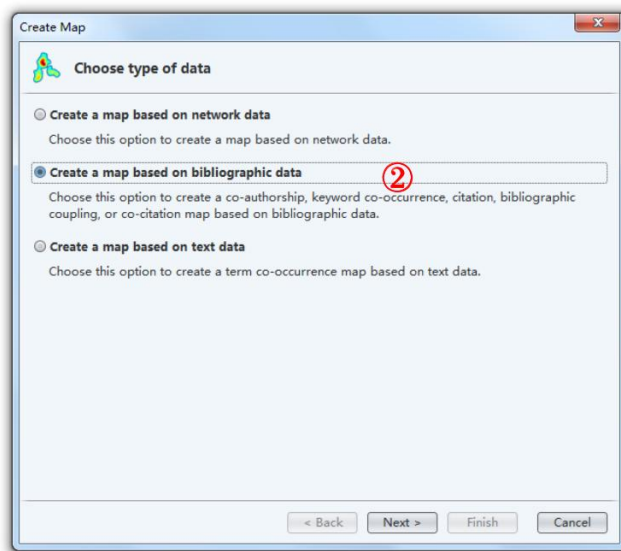 Create Map
Choose type of data
Create a map based on network data
Choose this option to create a map based on network data.
Create a map based on bibliographic data ②
Choose this option to create a co-authorship, keyword co-occurrence, citation, bibliographic
coupling, or co-citation map based on bibliographic data.
Create a map based on text data
Choose this option to create a term co-occurrence map based on text data.
< Back Next > Finish Cancel